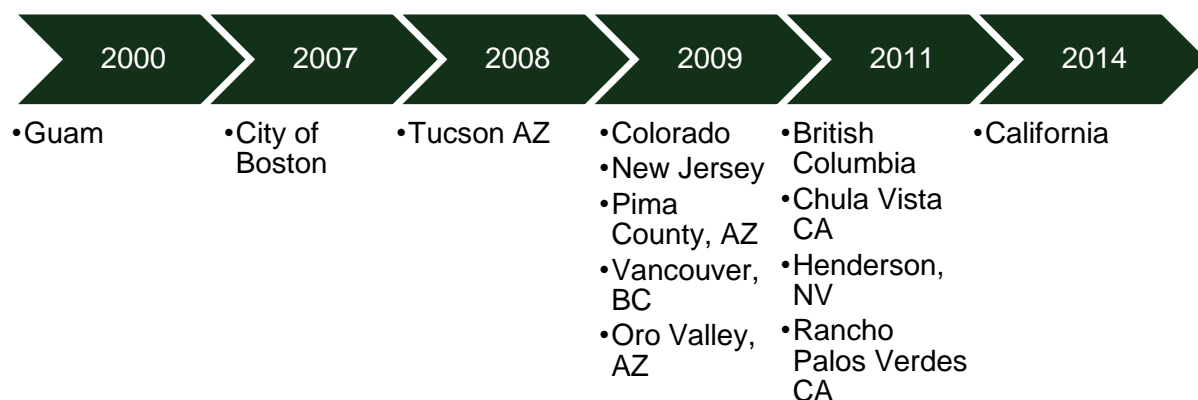 2000
2007
2008
2009
2011
2014
•Guam
•City of
Boston
•Tucson AZ
•Colorado
•New Jersey
•Pima
County, AZ
•Vancouver,
BC
•Oro Valley,
AZ
•British
Columbia
•Chula Vista
CA
•Henderson,
NV
•Rancho
Palos Verdes
CA
•California